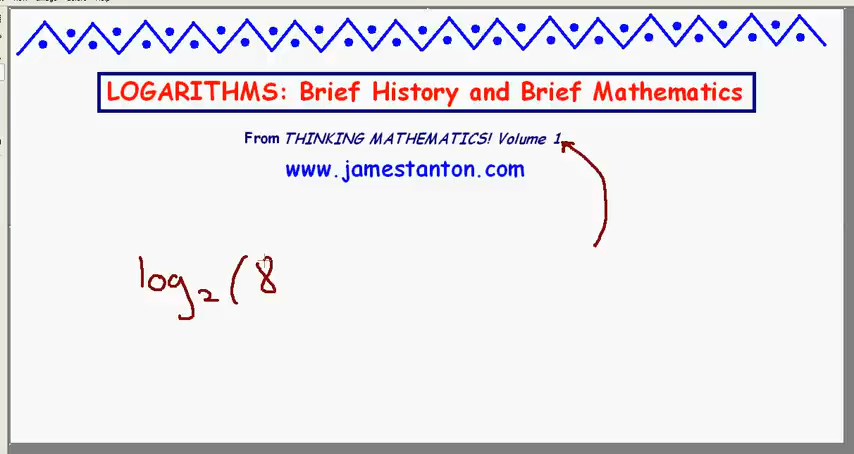 LOGARITHMS: Brief History and Brief Mathematics
From THINKING MATHEMATICS! Volume 1
www.jamestanton.com
log₂(8